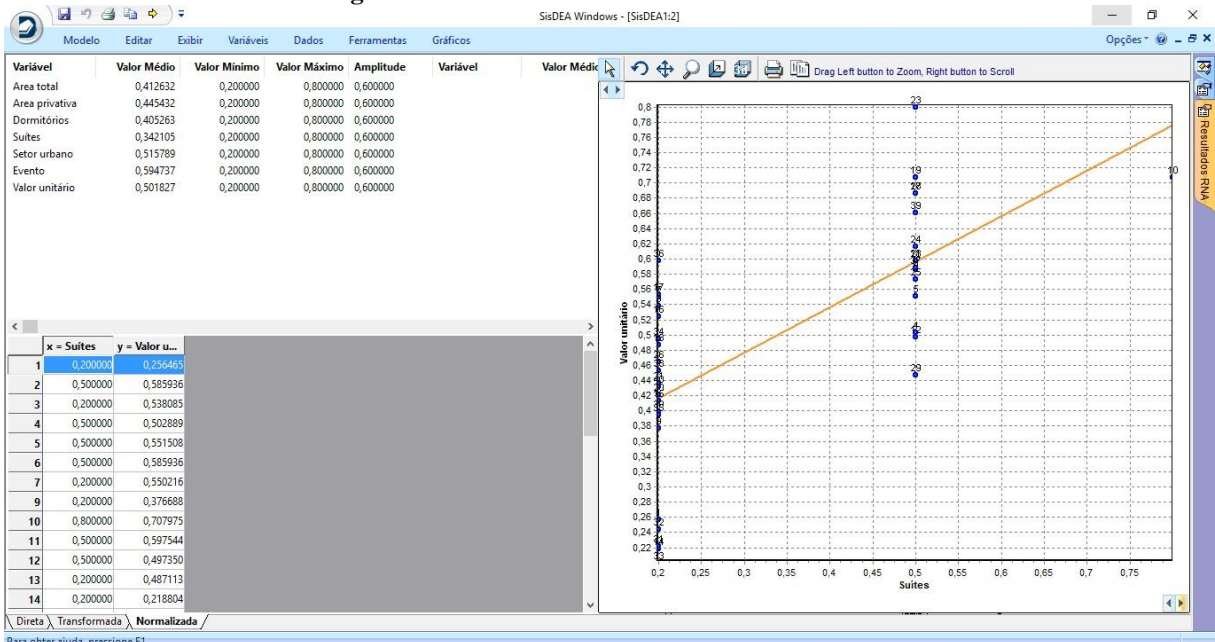 SisDEA Windows - [SisDEA1:2]
Modelo Editar Exibir Variáveis Dados Ferramentas Gráficos Opções
Variável Valor Médio Valor Mínimo Valor Máximo Amplitude Variável Valor Médio
Area total 0,412632 0,200000 0,800000 0,600000
Area privativa 0,445432 0,200000 0,800000 0,600000
Dormitórios 0,405263 0,200000 0,800000 0,600000
Suítes 0,342105 0,200000 0,800000 0,600000
Setor urbano 0,515789 0,200000 0,800000 0,600000
Evento 0,594737 0,200000 0,800000 0,600000
Valor unitário 0,501827 0,200000 0,800000 0,600000
x = Suítes y = Valor u...
1 0,200000 0,256465
2 0,500000 0,585936
3 0,200000 0,538085
4 0,500000 0,502889
5 0,500000 0,551508
6 0,500000 0,585936
7 0,200000 0,550216
9 0,200000 0,376688
10 0,800000 0,707975
11 0,500000 0,597544
12 0,500000 0,497350
13 0,200000 0,487113
14 0,200000 0,218804
Direta Transformada Normalizada
Para obter ajuda, pressione F1
Drag Left button to Zoom, Right button to Scroll
Resultados RNA
Valor unitário
0,8
0,78
0,76
0,74
0,72
0,7
0,68
0,66
0,64
0,62
0,6
0,58
0,56
0,54
0,52
0,5
0,48
0,46
0,44
0,42
0,4
0,38
0,36
0,34
0,32
0,3
0,28
0,26
0,24
0,22
23
19
10
39
24
5
29
0,2 0,25 0,3 0,35 0,4 0,45 0,5 0,55 0,6 0,65 0,7 0,75
Suítes